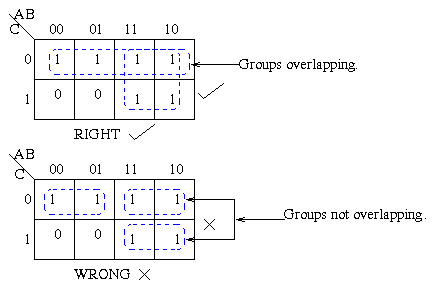 AB
C
00 01 11 10
0 1 1 1 1
Groups overlapping.
1 0 0 1 1
RIGHT
AB
C
00 01 11 10
0 1 1 1 1
Groups not overlapping.
1 0 0 1 1
WRONG